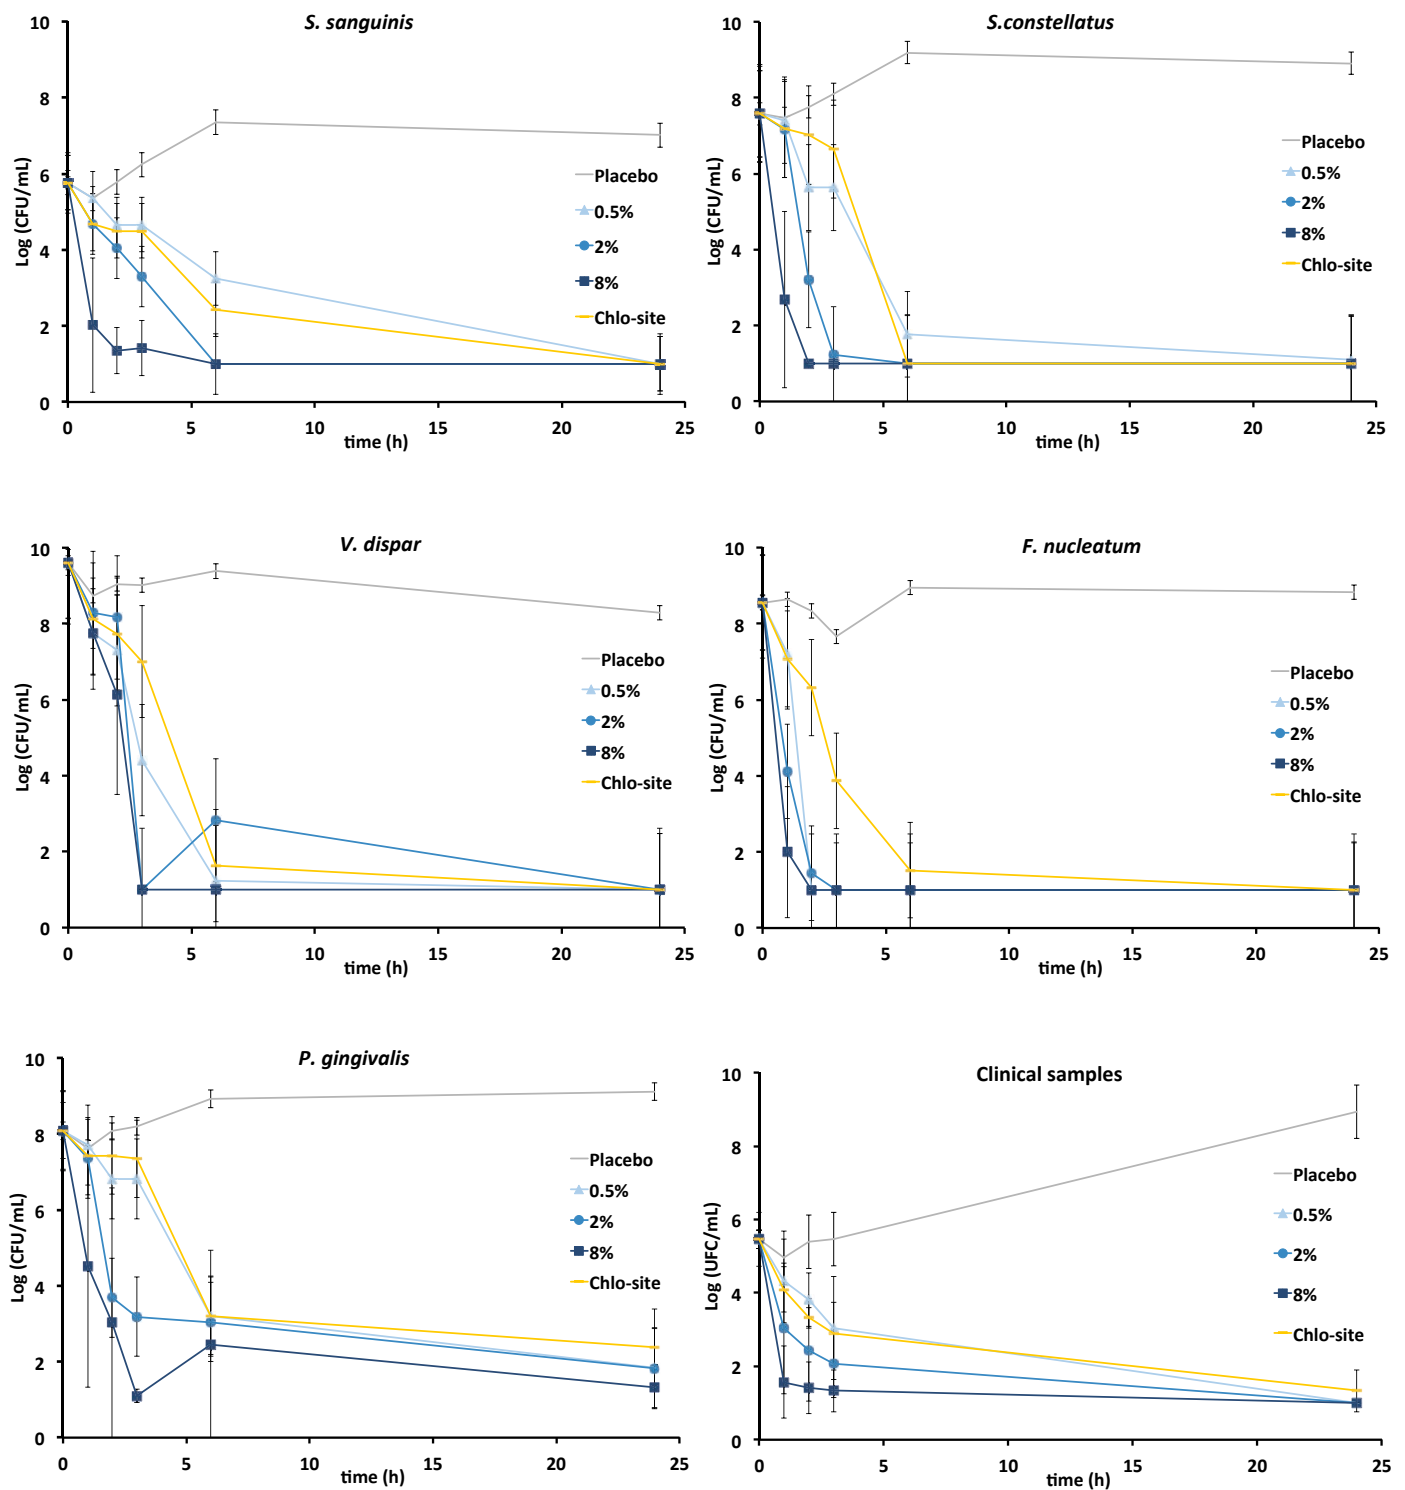 S. sanguinis
10
8
6
4
2
0
Log (CFU/mL)
0 5 10 15 20 25
time (h)
Placebo
0.5%
2%
8%
Chlo-site
S.constellatus
10
8
6
4
2
0
Log (CFU/mL)
0 5 10 15 20 25
time (h)
Placebo
0.5%
2%
8%
Chlo-site
V. dispar
10
8
6
4
2
0
Log (CFU/mL)
0 5 10 15 20 25
time (h)
Placebo
0.5%
2%
8%
Chlo-site
F. nucleatum
10
8
6
4
2
0
Log (CFU/mL)
0 5 10 15 20 25
time (h)
Placebo
0.5%
2%
8%
Chlo-site
P. gingivalis
10
8
6
4
2
0
Log (CFU/mL)
0 5 10 15 20 25
time (h)
Placebo
0.5%
2%
8%
Chlo-site
Clinical samples
10
8
6
4
2
0
Log (UFC/mL)
0 5 10 15 20 25
time (h)
Placebo
0.5%
2%
8%
Chlo-site